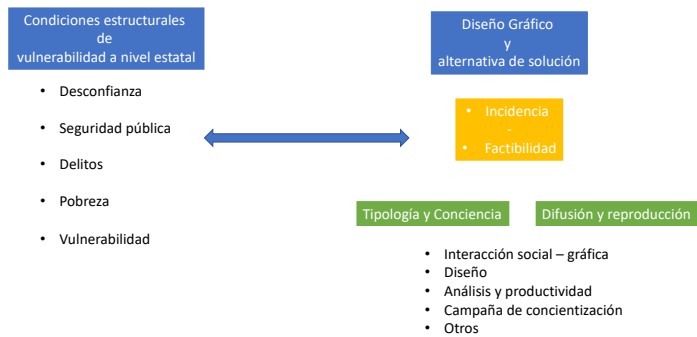 Condiciones estructurales
de
vulnerabilidad a nivel estatal
• Desconfianza
• Seguridad pública
• Delitos
• Pobreza
• Vulnerabilidad
Diseño Gráfico
y
alternativa de solución
• Incidencia
-
• Factibilidad
Tipología y Conciencia
Difusión y reproducción
• Interacción social – gráfica
• Diseño
• Análisis y productividad
• Campaña de concientización
• Otros